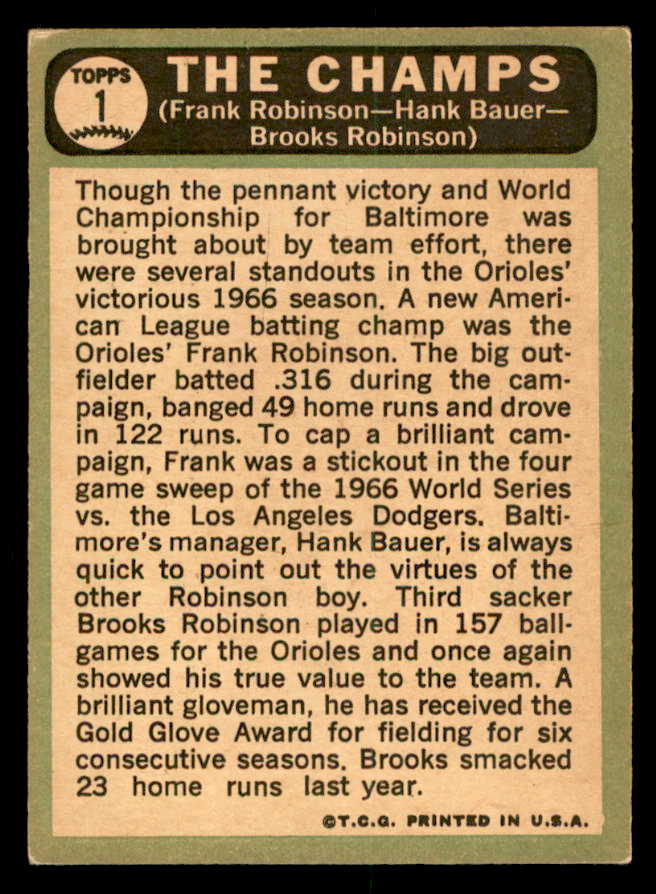 TOPPS
1
THE CHAMPS
(Frank Robinson—Hank Bauer—
Brooks Robinson)
Though the pennant victory and World
Championship for Baltimore was
brought about by team effort, there
were several standouts in the Orioles'
victorious 1966 season. A new Ameri-
can League batting champ was the
Orioles' Frank Robinson. The big out-
fielder batted .316 during the cam-
paign, banged 49 home runs and drove
in 122 runs. To cap a brilliant cam-
paign, Frank was a stickout in the four
game sweep of the 1966 World Series
vs. the Los Angeles Dodgers. Balti-
more's manager, Hank Bauer, is always
quick to point out the virtues of the
other Robinson boy. Third sacker
Brooks Robinson played in 157 ball-
games for the Orioles and once again
showed his true value to the team. A
brilliant gloveman, he has received the
Gold Glove Award for fielding for six
consecutive seasons. Brooks smacked
23 home runs last year.
©T.C.G. PRINTED IN U.S.A.